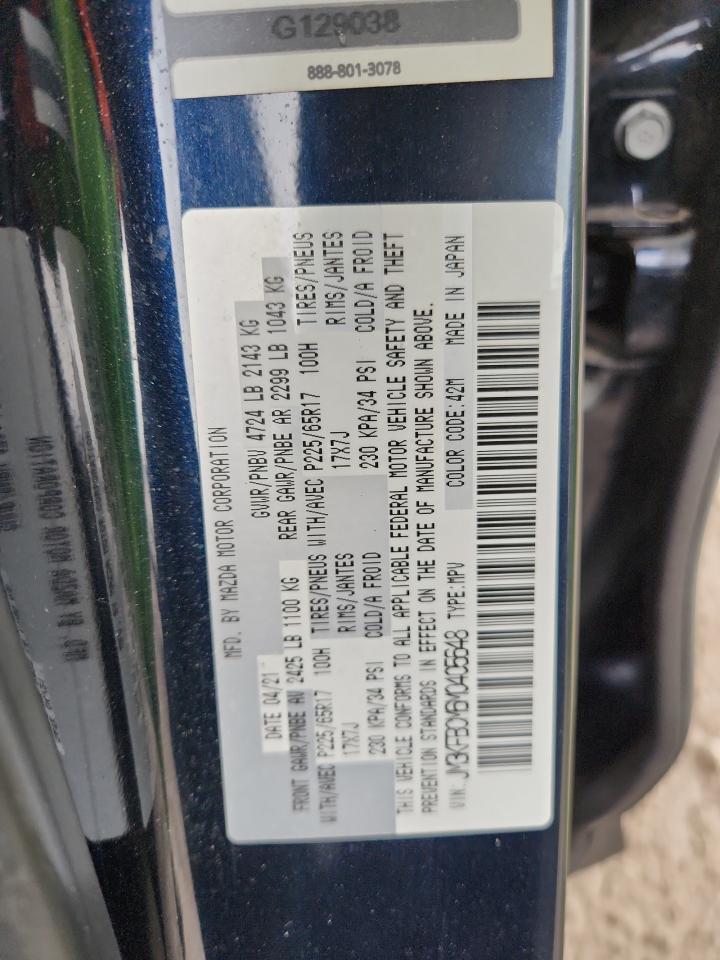 G129038
888-801-3078
MFD. BY MAZDA MOTOR CORPORATION
DATE 04/21 GVWR/PNBV 4724 LB 2143 KG
FRONT GAWR/PNBE AV 2425 LB 1100 KG REAR GAWR/PNBE AR 2299 LB 1043 KG
TIRES/PNEUS WITH/AVEC P225/65R17 100H TIRES/PNEUS
WITH/AVEC P225/65R17 100H
RIMS/JANTES 17X7J RIMS/JANTES
17X7J
COLD/A FROID 230 KPA/34 PSI COLD/A FROID
230 KPA/34 PSI
THIS VEHICLE CONFORMS TO ALL APPLICABLE FEDERAL MOTOR VEHICLE SAFETY AND THEFT
PREVENTION STANDARDS IN EFFECT ON THE DATE OF MANUFACTURE SHOWN ABOVE.
VIN: JM3KFBCM6M0405648 TYPE:MPV COLOR CODE:42M MADE IN JAPAN